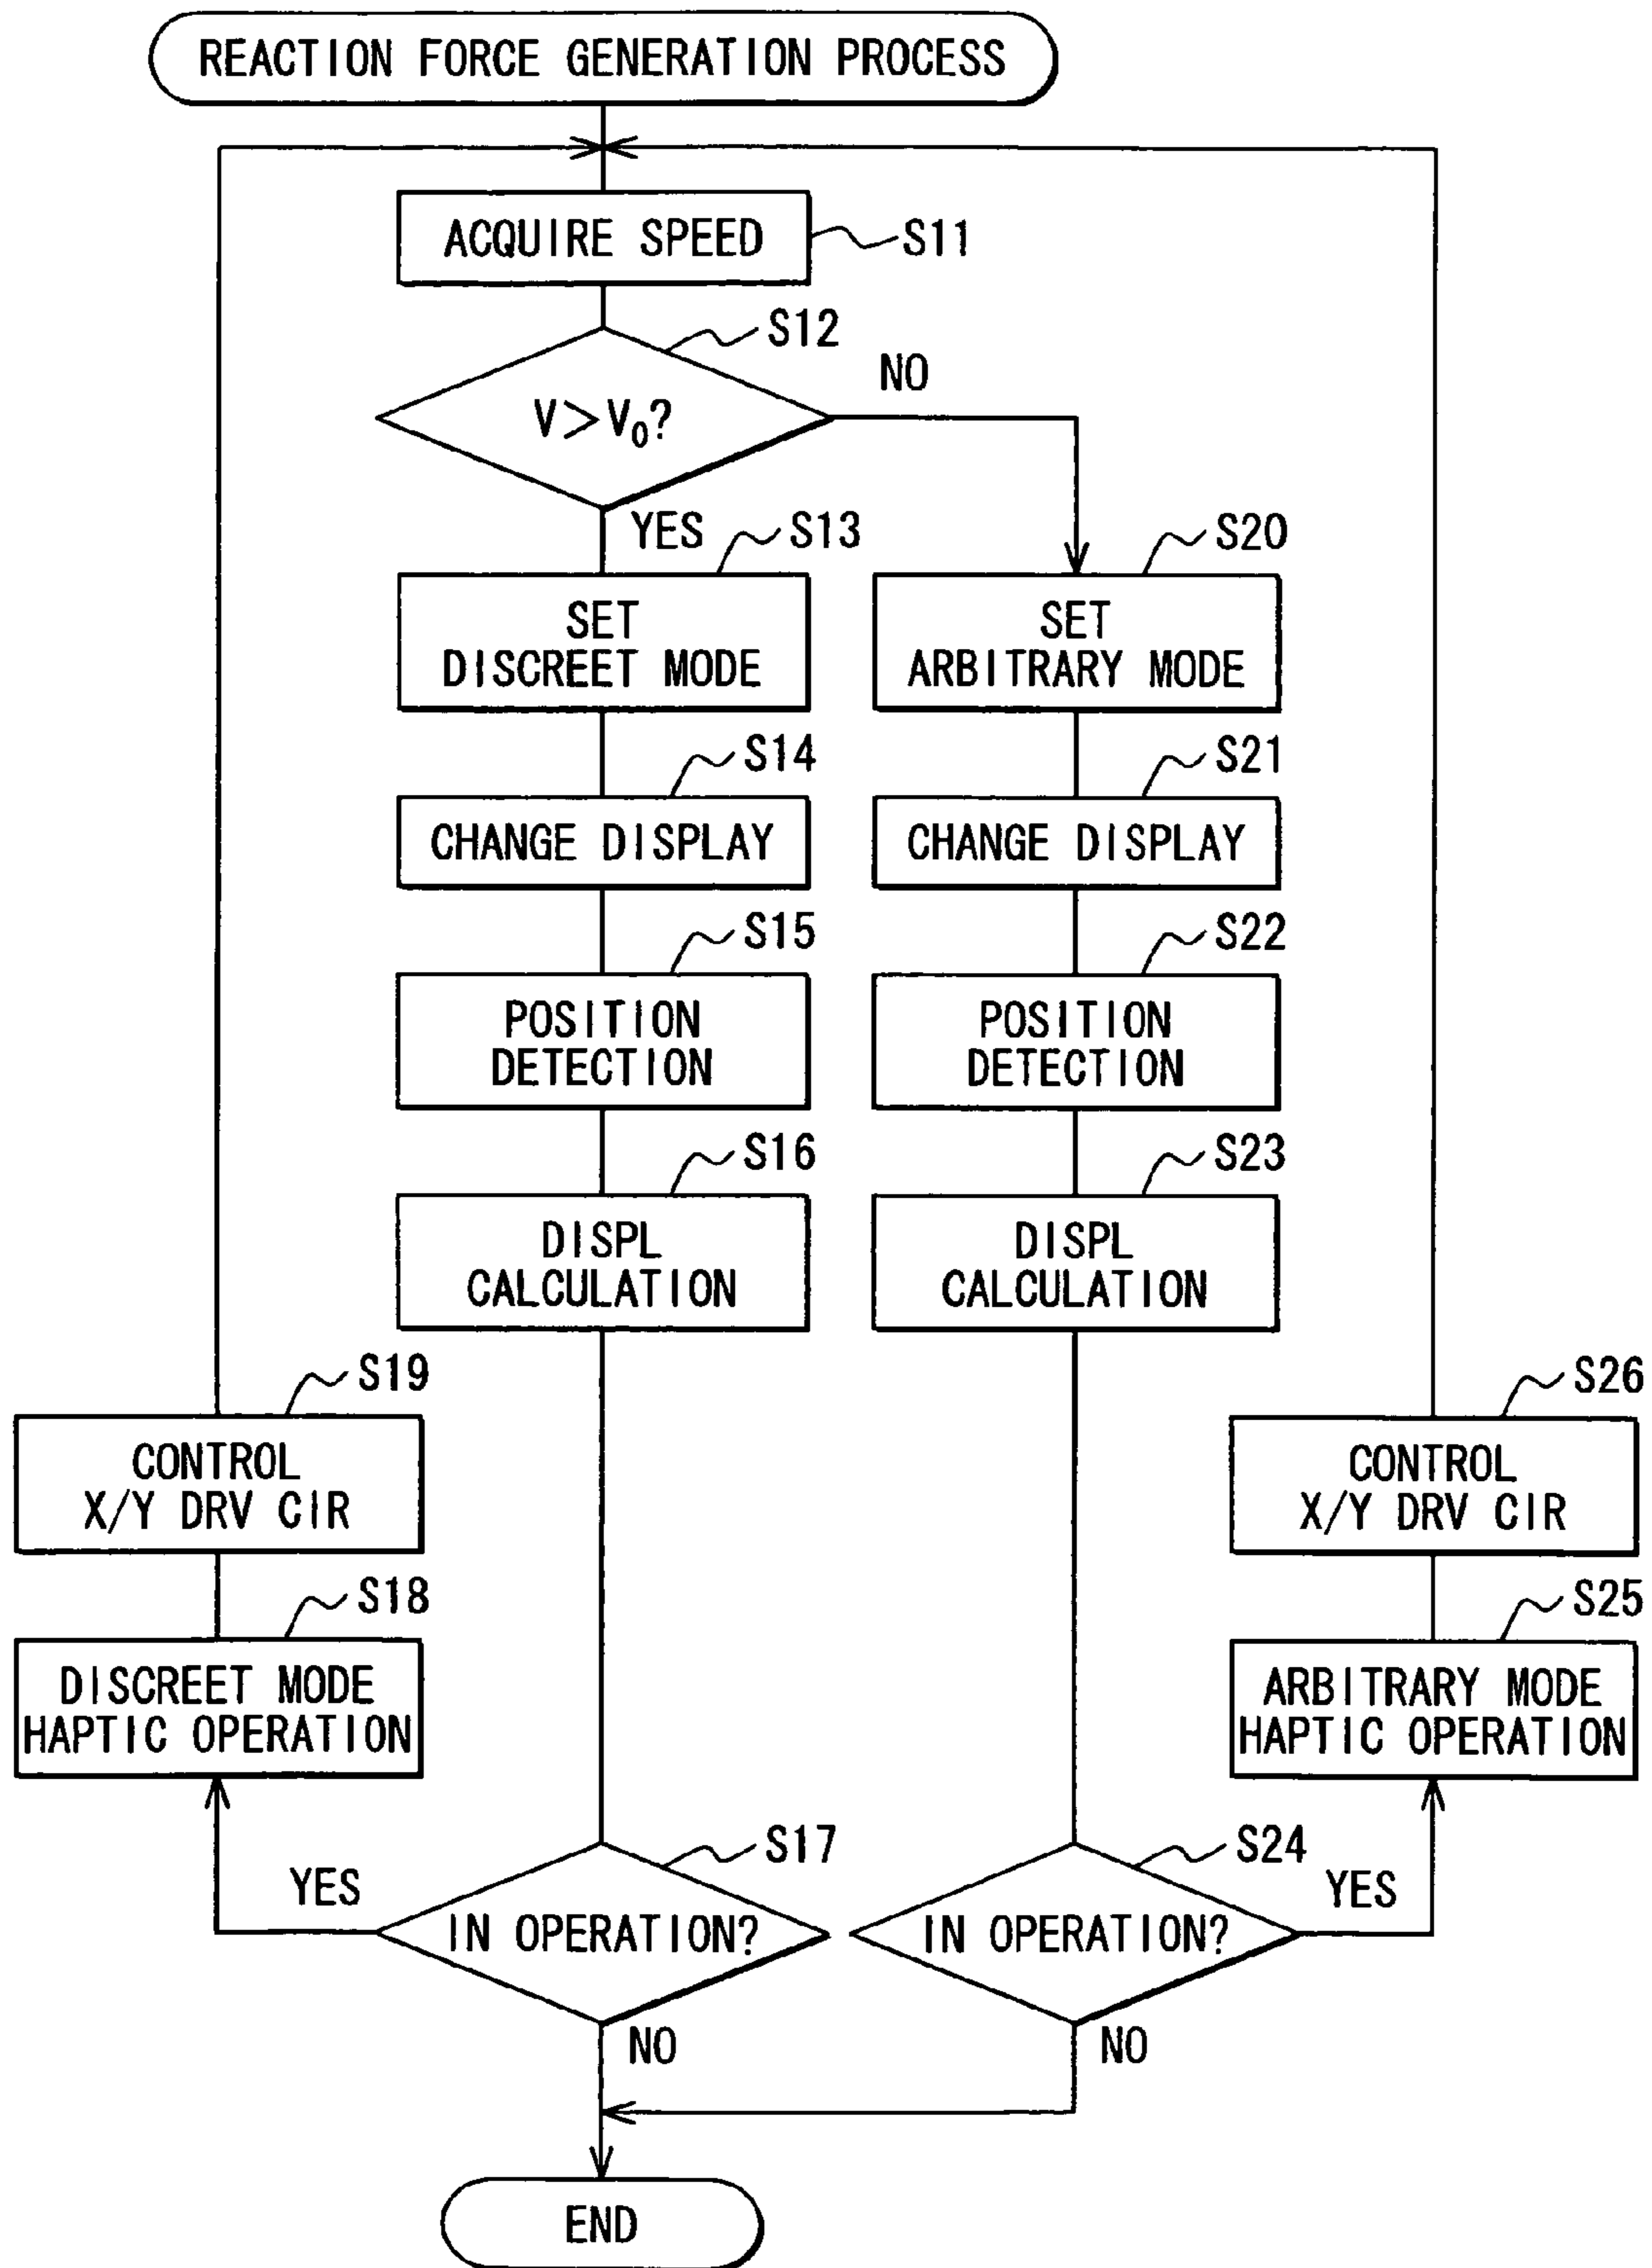 REACTION FORCE GENERATION PROCESS
ACQUIRE SPEED
S11
S12
V>V₀?
NO
YES
S13
SET
DISCREET MODE
S20
SET
ARBITRARY MODE
S14
CHANGE DISPLAY
S21
CHANGE DISPLAY
S15
POSITION
DETECTION
S22
POSITION
DETECTION
S16
DISPL
CALCULATION
S23
DISPL
CALCULATION
S19
CONTROL
X/Y DRV CIR
S26
CONTROL
X/Y DRV CIR
S18
DISCREET MODE
HAPTIC OPERATION
S25
ARBITRARY MODE
HAPTIC OPERATION
S17
YES
IN OPERATION?
NO
S24
YES
IN OPERATION?
NO
END